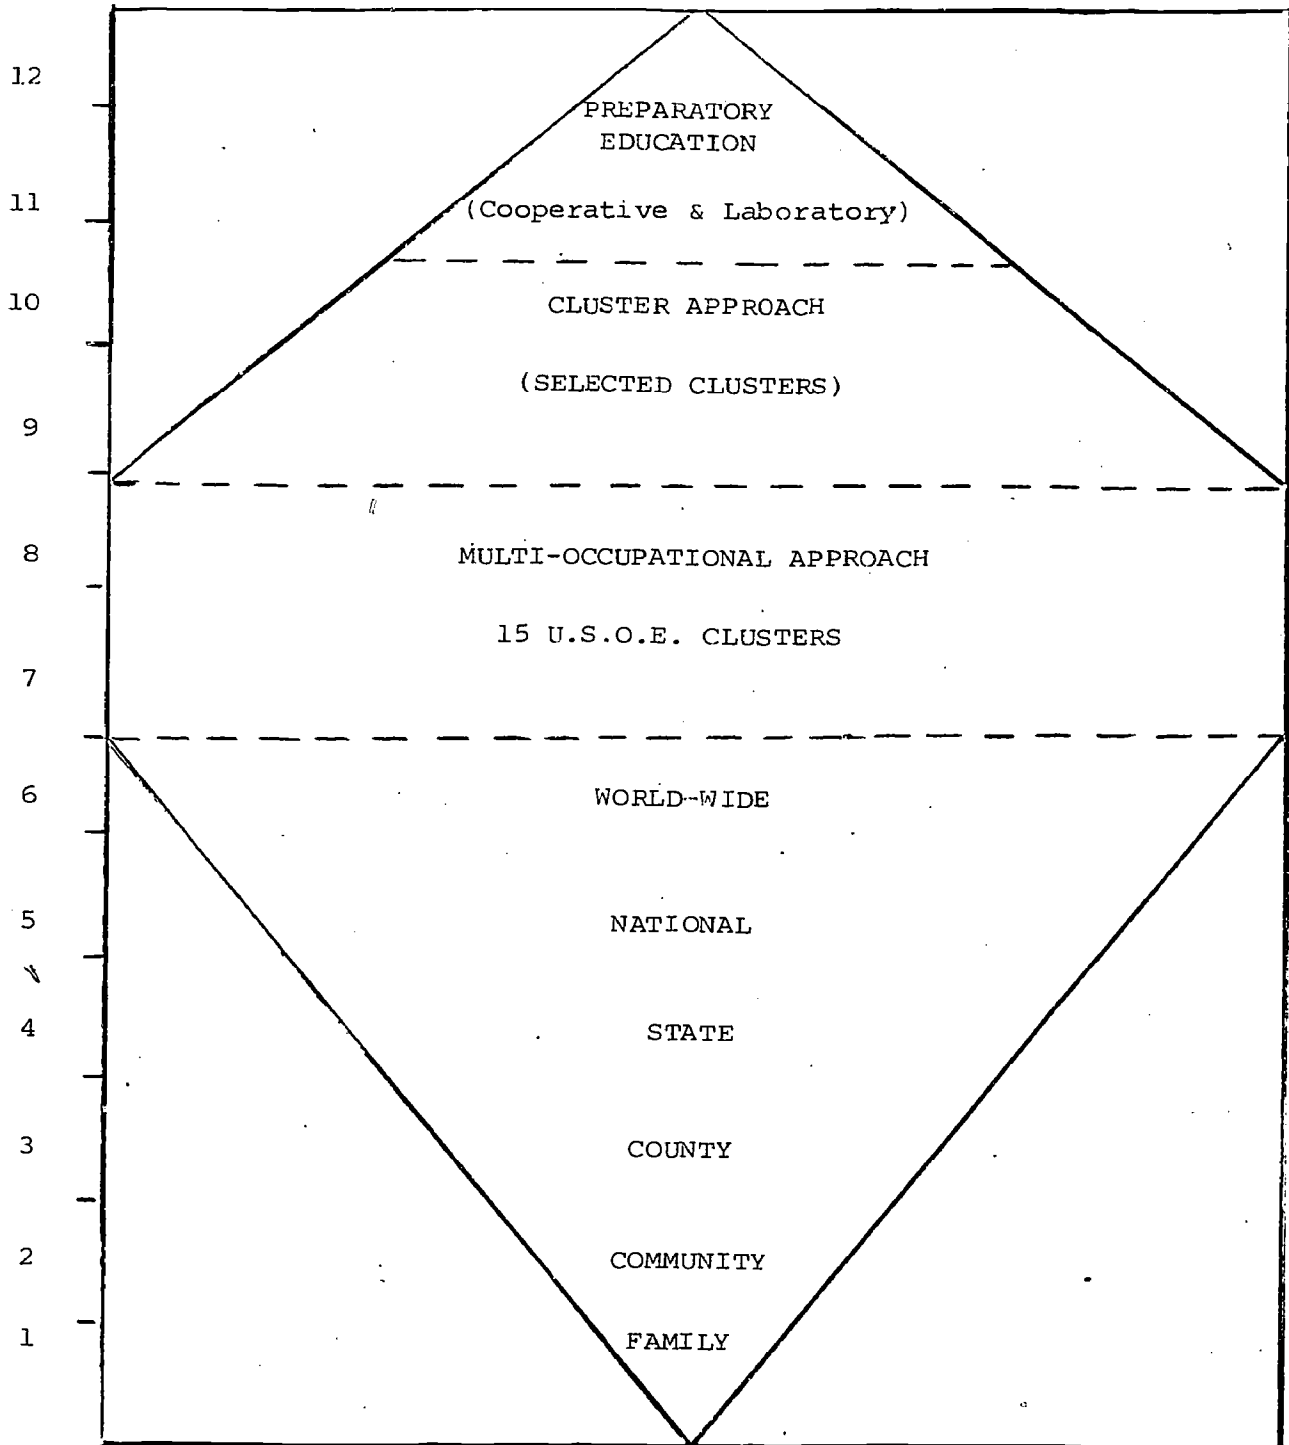 12
PREPARATORY
EDUCATION
11
(Cooperative & Laboratory)
10
CLUSTER APPROACH
(SELECTED CLUSTERS)
9
8
MULTI-OCCUPATIONAL APPROACH
15 U.S.O.E. CLUSTERS
7
6
WORLD-WIDE
5
NATIONAL
4
STATE
3
COUNTY
2
COMMUNITY
1
FAMILY